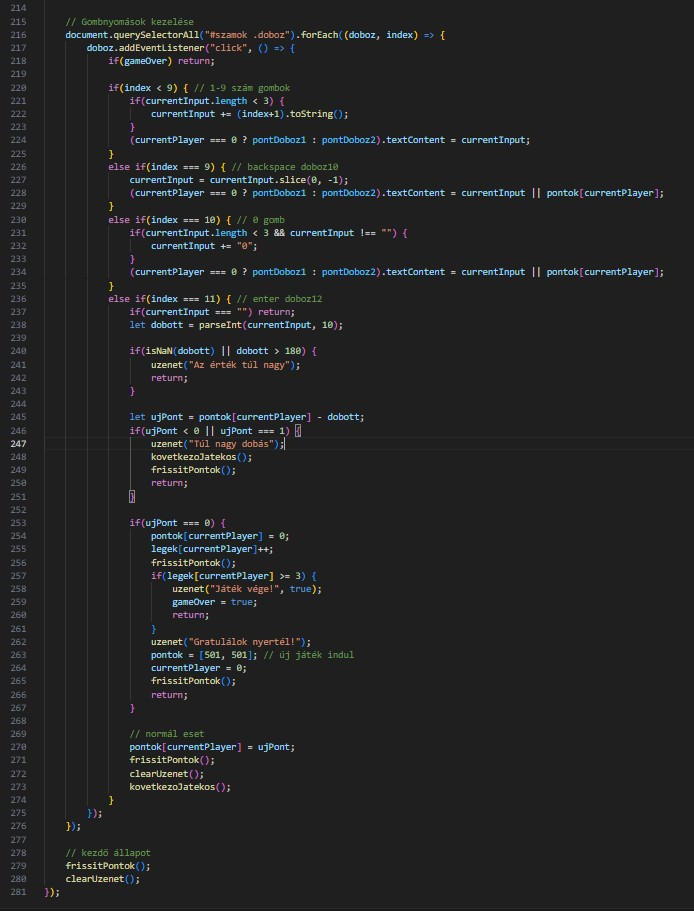 214
215 // Gombnyomások kezelése
216 document.querySelectorAll("#szamok .doboz").forEach((doboz, index) => {
217 doboz.addEventListener("click", () => {
218 if(gameOver) return;
219
220 if(index < 9) { // 1-9 szám gombok
221 if(currentInput.length < 3) {
222 currentInput += (index+1).toString();
223 }
224 (currentPlayer === 0 ? pontDoboz1 : pontDoboz2).textContent = currentInput;
225 }
226 else if(index === 9) { // backspace doboz10
227 currentInput = currentInput.slice(0, -1);
228 (currentPlayer === 0 ? pontDoboz1 : pontDoboz2).textContent = currentInput || pontok[currentPlayer];
229 }
230 else if(index === 10) { // 0 gomb
231 if(currentInput.length < 3 && currentInput !== "") {
232 currentInput += "0";
233 }
234 (currentPlayer === 0 ? pontDoboz1 : pontDoboz2).textContent = currentInput || pontok[currentPlayer];
235 }
236 else if(index === 11) { // enter doboz12
237 if(currentInput === "") return;
238 let dobott = parseInt(currentInput, 10);
239
240 if(isNaN(dobott) || dobott > 180) {
241 uzenet("Az érték túl nagy");
242 return;
243 }
244
245 let ujPont = pontok[currentPlayer] - dobott;
246 if(ujPont < 0 || ujPont === 1) {
247 uzenet("Túl nagy dobás");
248 kovetkezoJatekos();
249 frissitPontok();
250 return;
251 }
252
253 if(ujPont === 0) {
254 pontok[currentPlayer] = 0;
255 legek[currentPlayer]++;
256 frissitPontok();
257 if(legek[currentPlayer] >= 3) {
258 uzenet("Játék vége!", true);
259 gameOver = true;
260 return;
261 }
262 uzenet("Gratulálok nyertél!");
263 pontok = [501, 501]; // új játék indul
264 currentPlayer = 0;
265 frissitPontok();
266 return;
267 }
268
269 // normál eset
270 pontok[currentPlayer] = ujPont;
271 frissitPontok();
272 clearUzenet();
273 kovetkezoJatekos();
274 }
275 });
276 });
277
278 // kezdő állapot
279 frissitPontok();
280 clearUzenet();
281 });